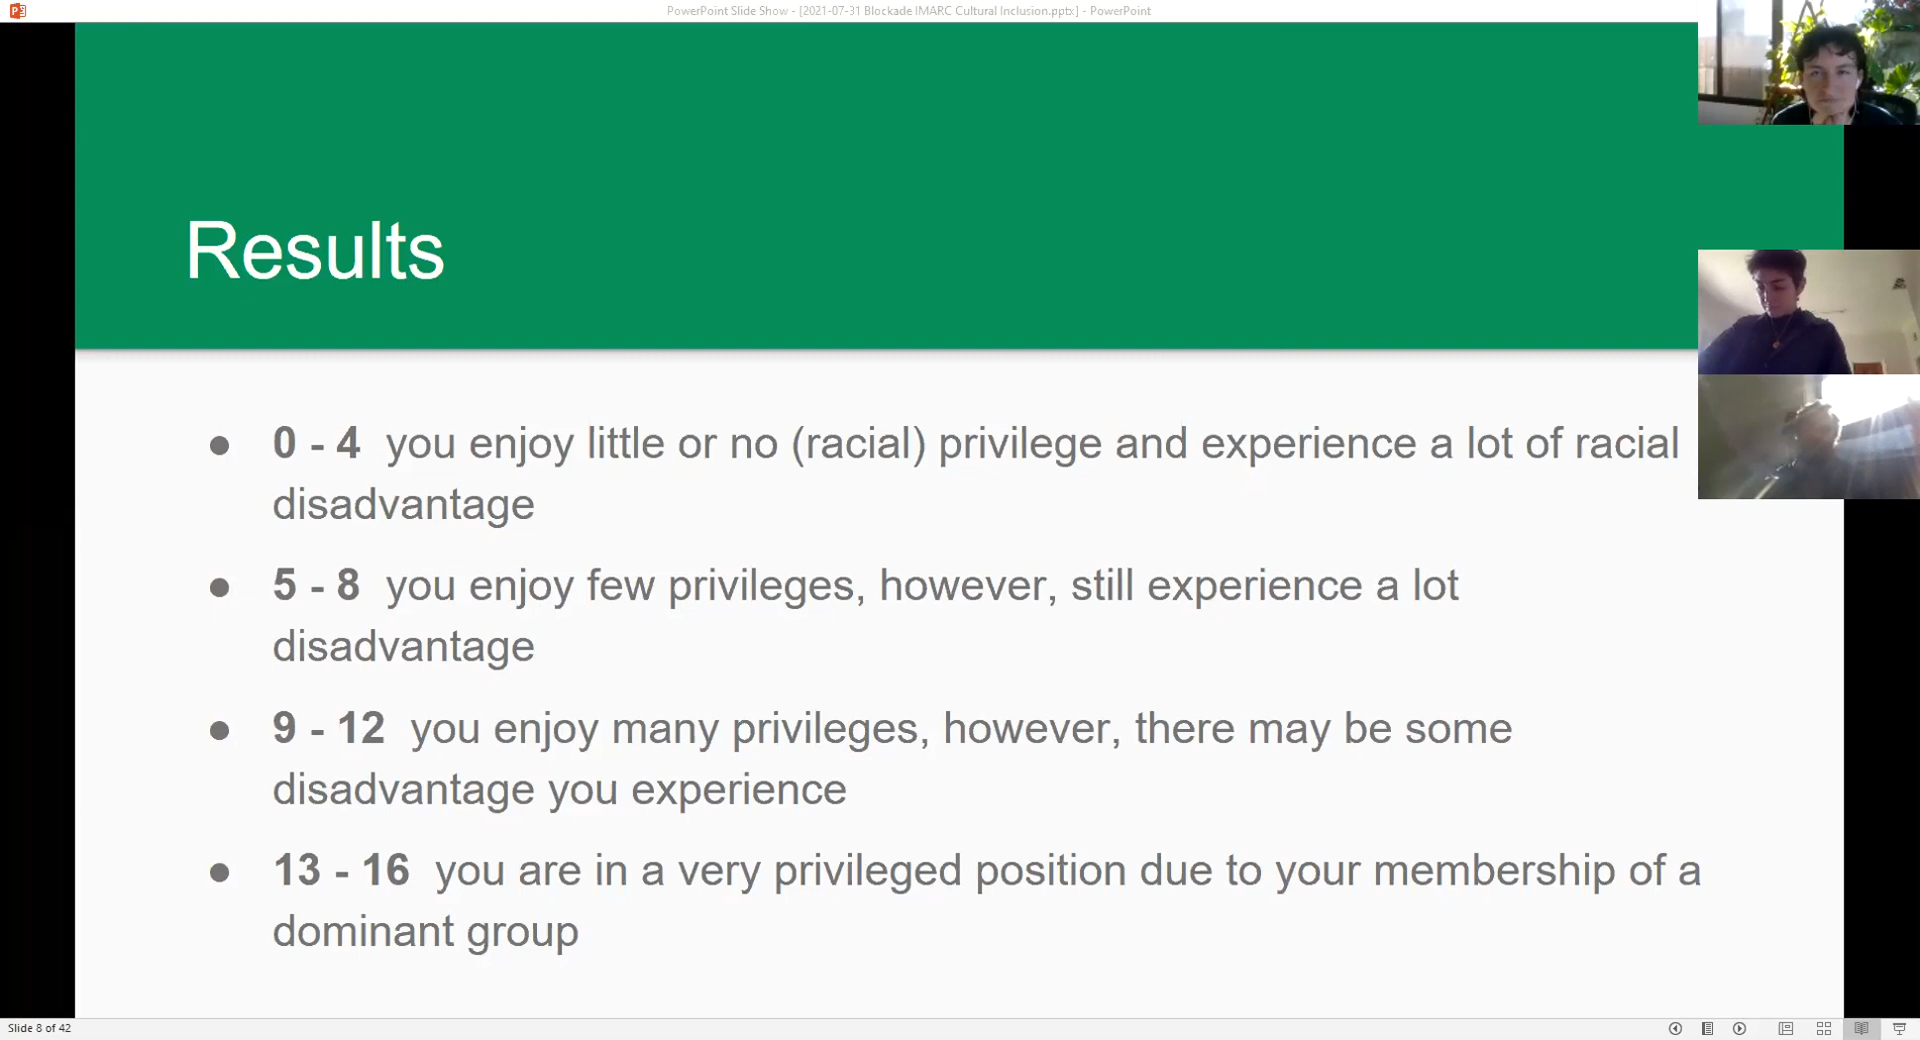 PowerPoint Slide Show - [2021-07-31 Blockade IMARC Cultural Inclusion.pptx] - PowerPoint
Results
● 0 - 4 you enjoy little or no (racial) privilege and experience a lot of racial
disadvantage
● 5 - 8 you enjoy few privileges, however, still experience a lot
disadvantage
● 9 - 12 you enjoy many privileges, however, there may be some
disadvantage you experience
● 13 - 16 you are in a very privileged position due to your membership of a
dominant group
Slide 8 of 42